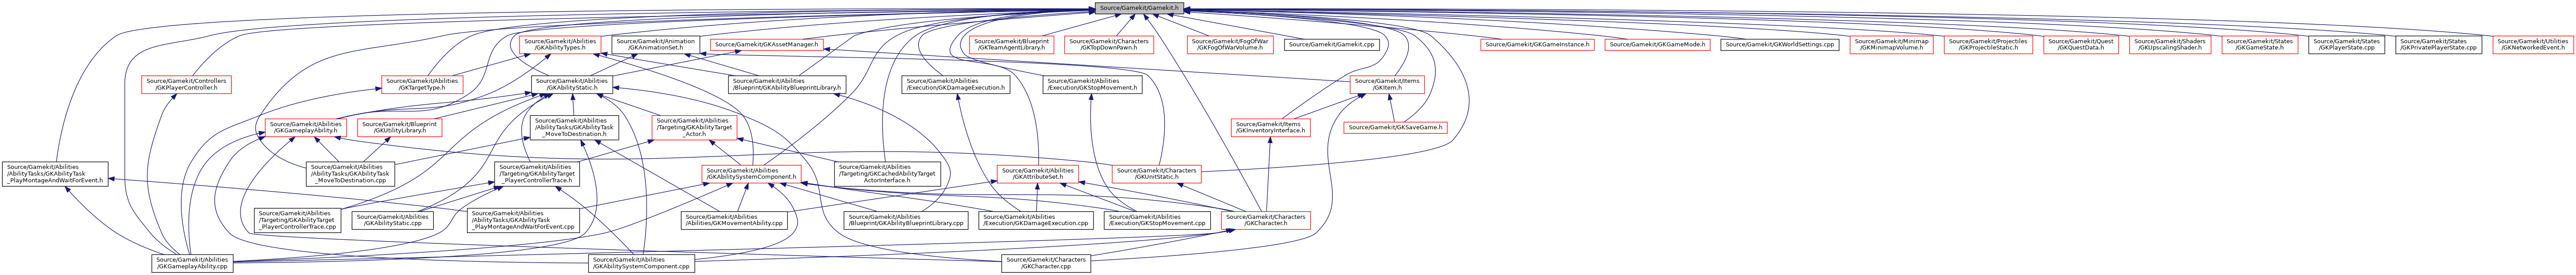 Source/Gamekit/Gamekit.h
Source/Gamekit/Abilities
/GKAbilityTypes.h
Source/Gamekit/Animation
/GKAnimationSet.h
Source/Gamekit/GKAssetManager.h
Source/Gamekit/Blueprint
/GKTeamAgentLibrary.h
Source/Gamekit/Characters
/GKTopDownPawn.h
Source/Gamekit/FogOfWar
/GKFogOfWarVolume.h
Source/Gamekit/Gamekit.cpp
Source/Gamekit/GKGameInstance.h
Source/Gamekit/GKGameMode.h
Source/Gamekit/GKWorldSettings.cpp
Source/Gamekit/Minimap
/GKMinimapVolume.h
Source/Gamekit/Projectiles
/GKProjectileStatic.h
Source/Gamekit/Quest
/GKQuestData.h
Source/Gamekit/Shaders
/GKUpscalingShader.h
Source/Gamekit/States
/GKGameState.h
Source/Gamekit/States
/GKPlayerState.cpp
Source/Gamekit/States
/GKPrivatePlayerState.cpp
Source/Gamekit/Utilities
/GKNetworkedEvent.h
Source/Gamekit/Controllers
/GKPlayerController.h
Source/Gamekit/Abilities
/GKTargetType.h
Source/Gamekit/Abilities
/GKAbilityStatic.h
Source/Gamekit/Abilities
/Blueprint/GKAbilityBlueprintLibrary.h
Source/Gamekit/Abilities
/Execution/GKDamageExecution.h
Source/Gamekit/Abilities
/Execution/GKStopMovement.h
Source/Gamekit/Items
/GKItem.h
Source/Gamekit/Abilities
/GKGameplayAbility.h
Source/Gamekit/Blueprint
/GKUtilityLibrary.h
Source/Gamekit/Abilities
/AbilityTasks/GKAbilityTask
_MoveToDestination.h
Source/Gamekit/Abilities
/Targeting/GKAbilityTarget
_Actor.h
Source/Gamekit/Items
/GKInventoryInterface.h
Source/Gamekit/GKSaveGame.h
Source/Gamekit/Abilities
/AbilityTasks/GKAbilityTask
_PlayMontageAndWaitForEvent.h
Source/Gamekit/Abilities
/AbilityTasks/GKAbilityTask
_MoveToDestination.cpp
Source/Gamekit/Abilities
/Targeting/GKAbilityTarget
_PlayerControllerTrace.h
Source/Gamekit/Abilities
/GKAbilitySystemComponent.h
Source/Gamekit/Abilities
/Targeting/GKCachedAbilityTarget
ActorInterface.h
Source/Gamekit/Abilities
/GKAttributeSet.h
Source/Gamekit/Characters
/GKUnitStatic.h
Source/Gamekit/Abilities
/Targeting/GKAbilityTarget
_PlayerControllerTrace.cpp
Source/Gamekit/Abilities
/GKAbilityStatic.cpp
Source/Gamekit/Abilities
/AbilityTasks/GKAbilityTask
_PlayMontageAndWaitForEvent.cpp
Source/Gamekit/Abilities
/Abilities/GKMovementAbility.cpp
Source/Gamekit/Abilities
/Blueprint/GKAbilityBlueprintLibrary.cpp
Source/Gamekit/Abilities
/Execution/GKDamageExecution.cpp
Source/Gamekit/Abilities
/Execution/GKStopMovement.cpp
Source/Gamekit/Characters
/GKCharacter.h
Source/Gamekit/Abilities
/GKGameplayAbility.cpp
Source/Gamekit/Abilities
/GKAbilitySystemComponent.cpp
Source/Gamekit/Characters
/GKCharacter.cpp